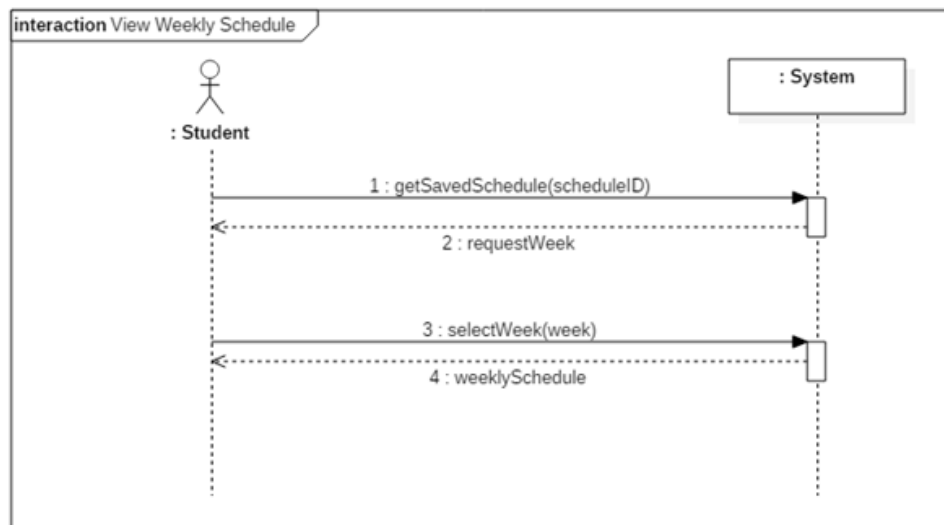 interaction View Weekly Schedule
: Student
: System
1 : getSavedSchedule(scheduleID)
2 : requestWeek
3 : selectWeek(week)
4 : weeklySchedule